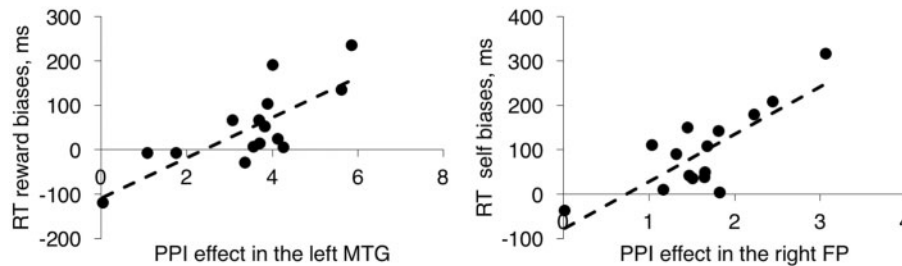 300
200
100
0
-100
-200
0 2 4 6 8
RT reward biases, ms
PPI effect in the left MTG
400
300
200
100
0
-100
0 1 2 3 4
RT self biases, ms
PPI effect in the right FP